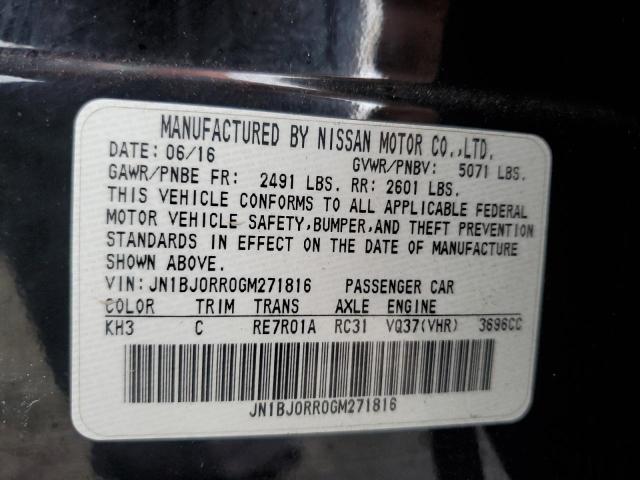 MANUFACTURED BY NISSAN MOTOR CO.,LTD.
DATE: 06/16 GVWR/PNBV: 5071 LBS.
GAWR/PNBE FR: 2491 LBS. RR: 2601 LBS.
THIS VEHICLE CONFORMS TO ALL APPLICABLE FEDERAL
MOTOR VEHICLE SAFETY,BUMPER,AND THEFT PREVENTION
STANDARDS IN EFFECT ON THE DATE OF MANUFACTURE
SHOWN ABOVE.
VIN: JN1BJ0RR0GM271816 PASSENGER CAR
COLOR TRIM TRANS AXLE ENGINE
KH3 C RE7R01A RC31 VQ37(VHR) 3696CC
JN1BJ0RR0GM271816